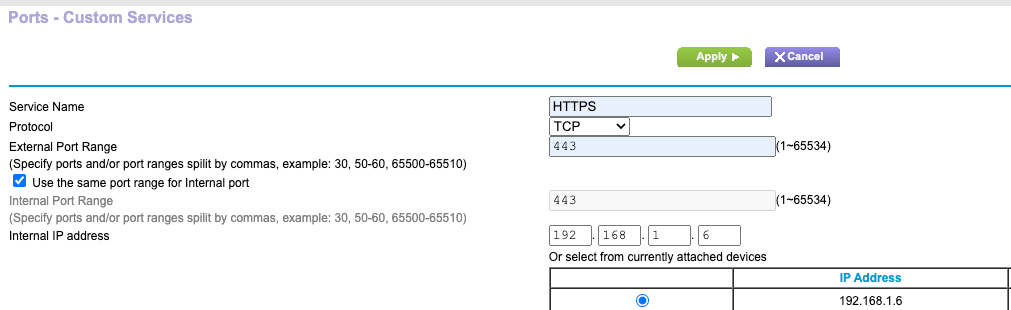 Ports - Custom Services
Apply
Cancel
Service Name
HTTPS
Protocol
TCP
External Port Range
443 (1~65534)
(Specify ports and/or port ranges spilit by commas, example: 30, 50-60, 65500-65510)
Use the same port range for Internal port
Internal Port Range
443 (1~65534)
(Specify ports and/or port ranges spilit by commas, example: 30, 50-60, 65500-65510)
Internal IP address
192 . 168 . 1 . 6
Or select from currently attached devices
IP Address
192.168.1.6